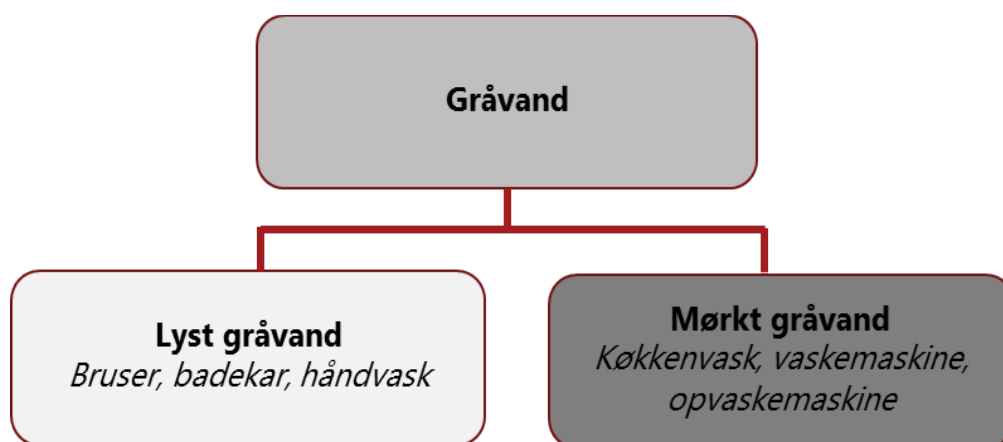 Gråvand
Lyst gråvand
Bruser, badekar, håndvask
Mørkt gråvand
Køkkenvask, vaskemaskine,
opvaskemaskine